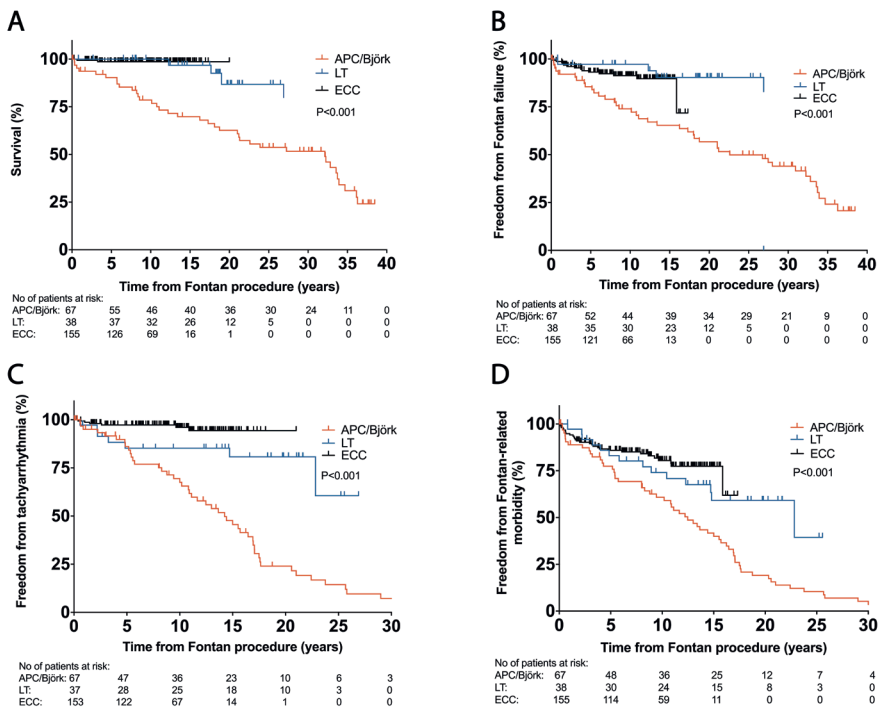 A
Survival (%)
100
75
50
25
0
APC/Björk
LT
ECC
P<0.001
0 5 10 15 20 25 30 35 40
Time from Fontan procedure (years)
No of patients at risk:
APC/Björk: 67 55 46 40 36 30 24 11 0
LT: 38 37 32 26 12 5 0 0 0
ECC: 155 126 69 16 1 0 0 0 0
B
Freedom from Fontan failure (%)
100
75
50
25
0
APC/Björk
LT
ECC
P<0.001
0 5 10 15 20 25 30 35 40
Time from Fontan procedure (years)
No of patients at risk:
APC/Björk: 67 52 44 39 34 29 21 9 0
LT: 38 35 30 23 12 5 0 0 0
ECC: 155 121 66 13 0 0 0 0 0
C
Freedom from tachyarrhythmia (%)
100
75
50
25
0
APC/Björk
LT
ECC
P<0.001
0 5 10 15 20 25 30
Time from Fontan procedure (years)
No of patients at risk:
APC/Björk: 67 47 36 23 10 6 3
LT: 37 28 25 18 10 3 0
ECC: 153 122 67 14 1 0 0
D
Freedom from Fontan-related
morbidity (%)
100
75
50
25
0
APC/Björk
LT
ECC
P<0.001
0 5 10 15 20 25 30
Time from Fontan procedure (years)
No of patients at risk:
APC/Björk: 67 48 36 25 12 7 4
LT: 38 30 24 15 8 3 0
ECC: 155 114 59 11 0 0 0